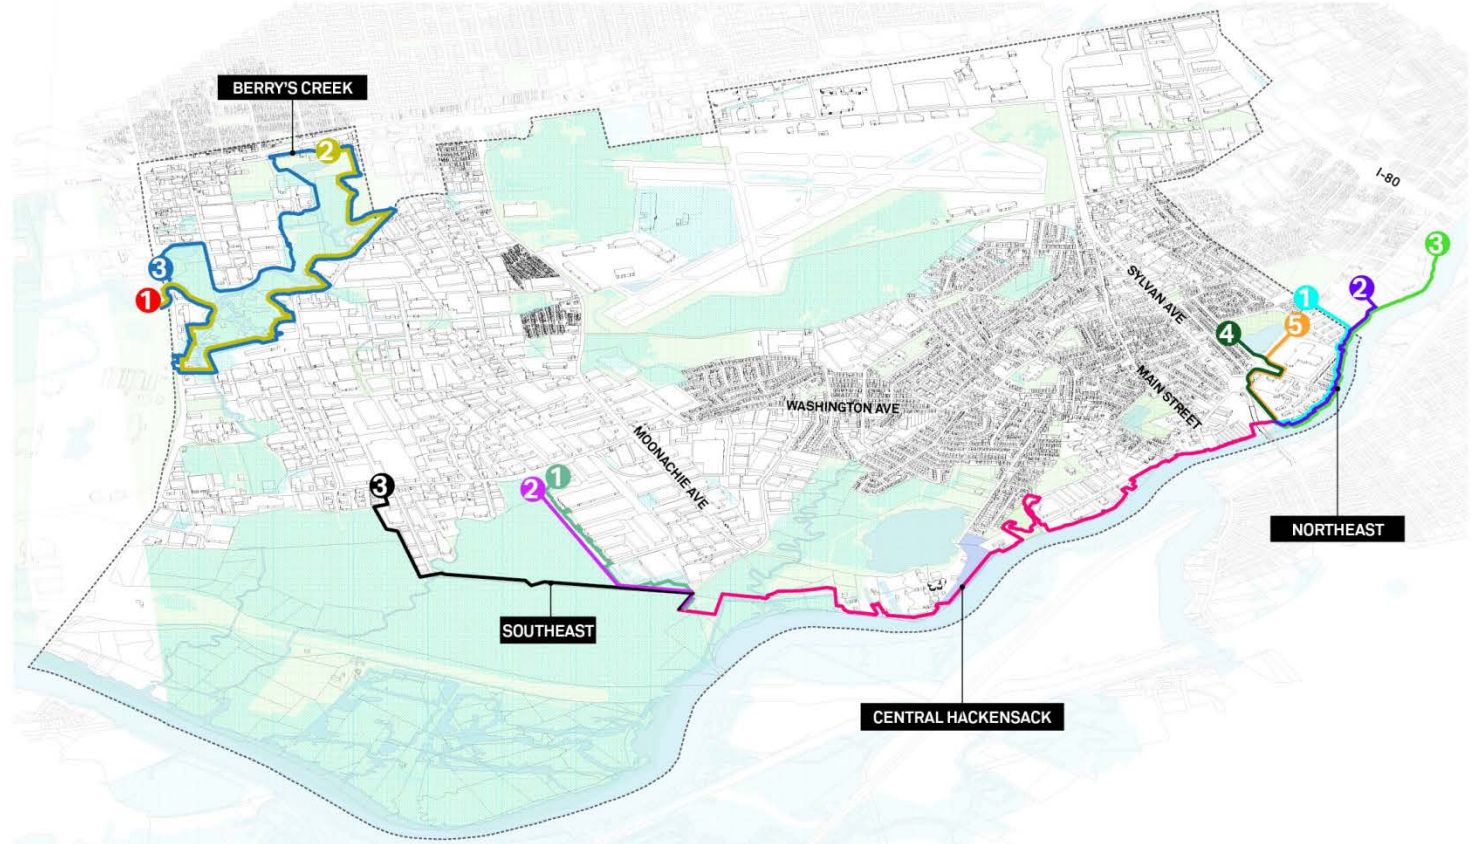 BERRY'S CREEK
2
I-80
3
3
1
SYLVAN AVE
1
2
4
5
MAIN STREET
WASHINGTON AVE
MOONACHIE AVE
3
2
1
NORTHEAST
SOUTHEAST
CENTRAL HACKENSACK